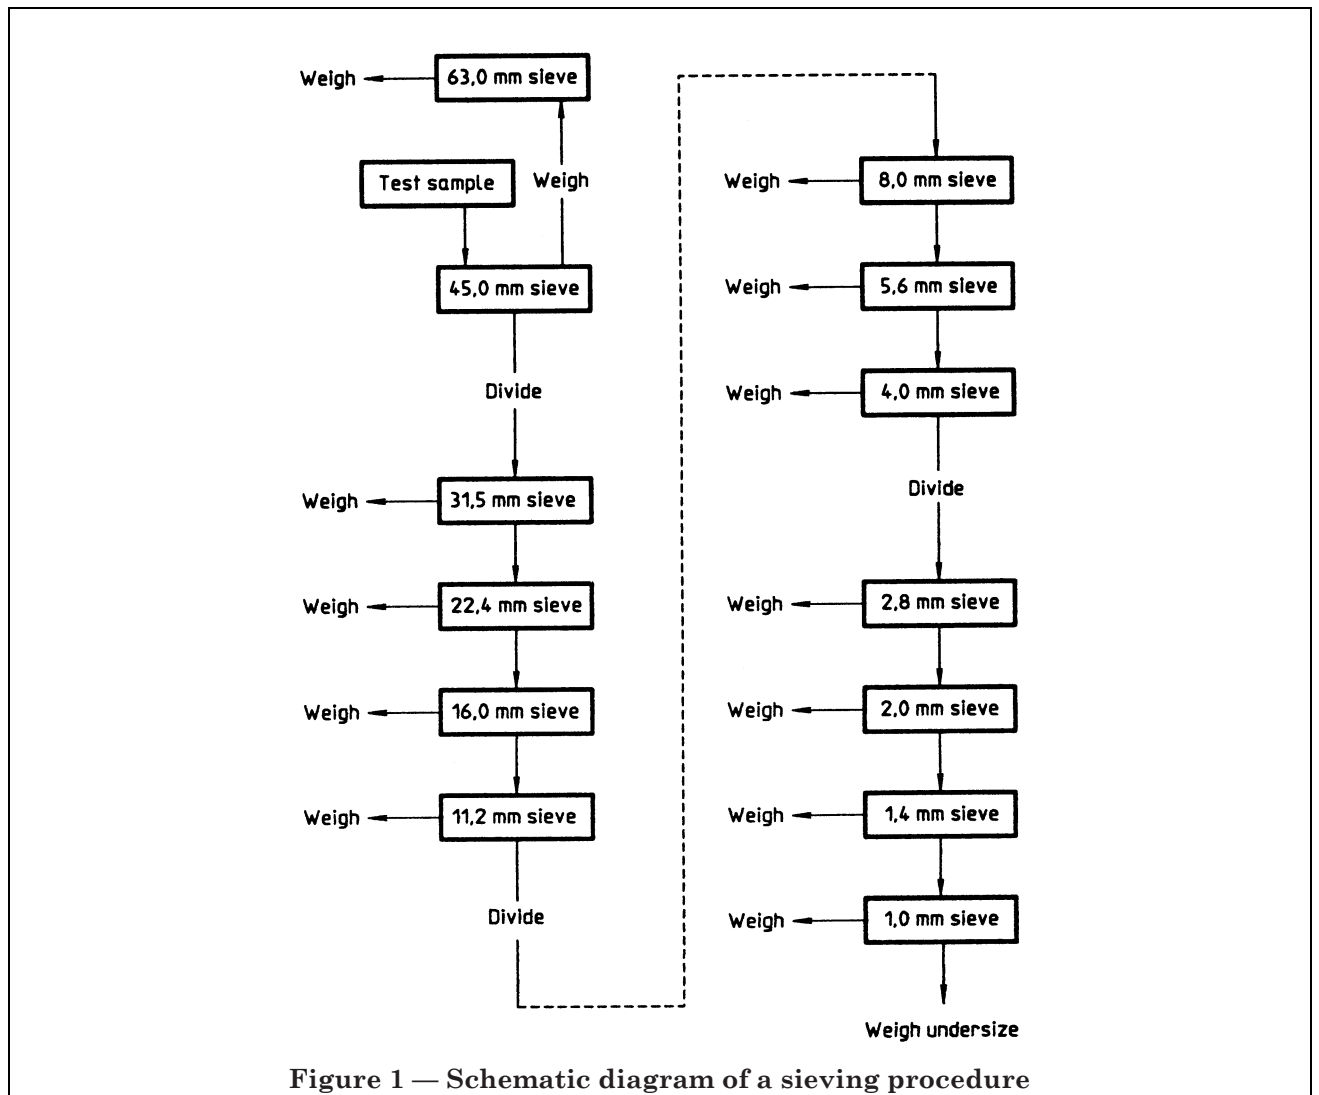 Weigh
63,0 mm sieve
Test sample
Weigh
45,0 mm sieve
Divide
Weigh
31,5 mm sieve
Weigh
22,4 mm sieve
Weigh
16,0 mm sieve
Weigh
11,2 mm sieve
Divide
Weigh
8,0 mm sieve
Weigh
5,6 mm sieve
Weigh
4,0 mm sieve
Divide
Weigh
2,8 mm sieve
Weigh
2,0 mm sieve
Weigh
1,4 mm sieve
Weigh
1,0 mm sieve
Weigh undersize
Figure 1 — Schematic diagram of a sieving procedure